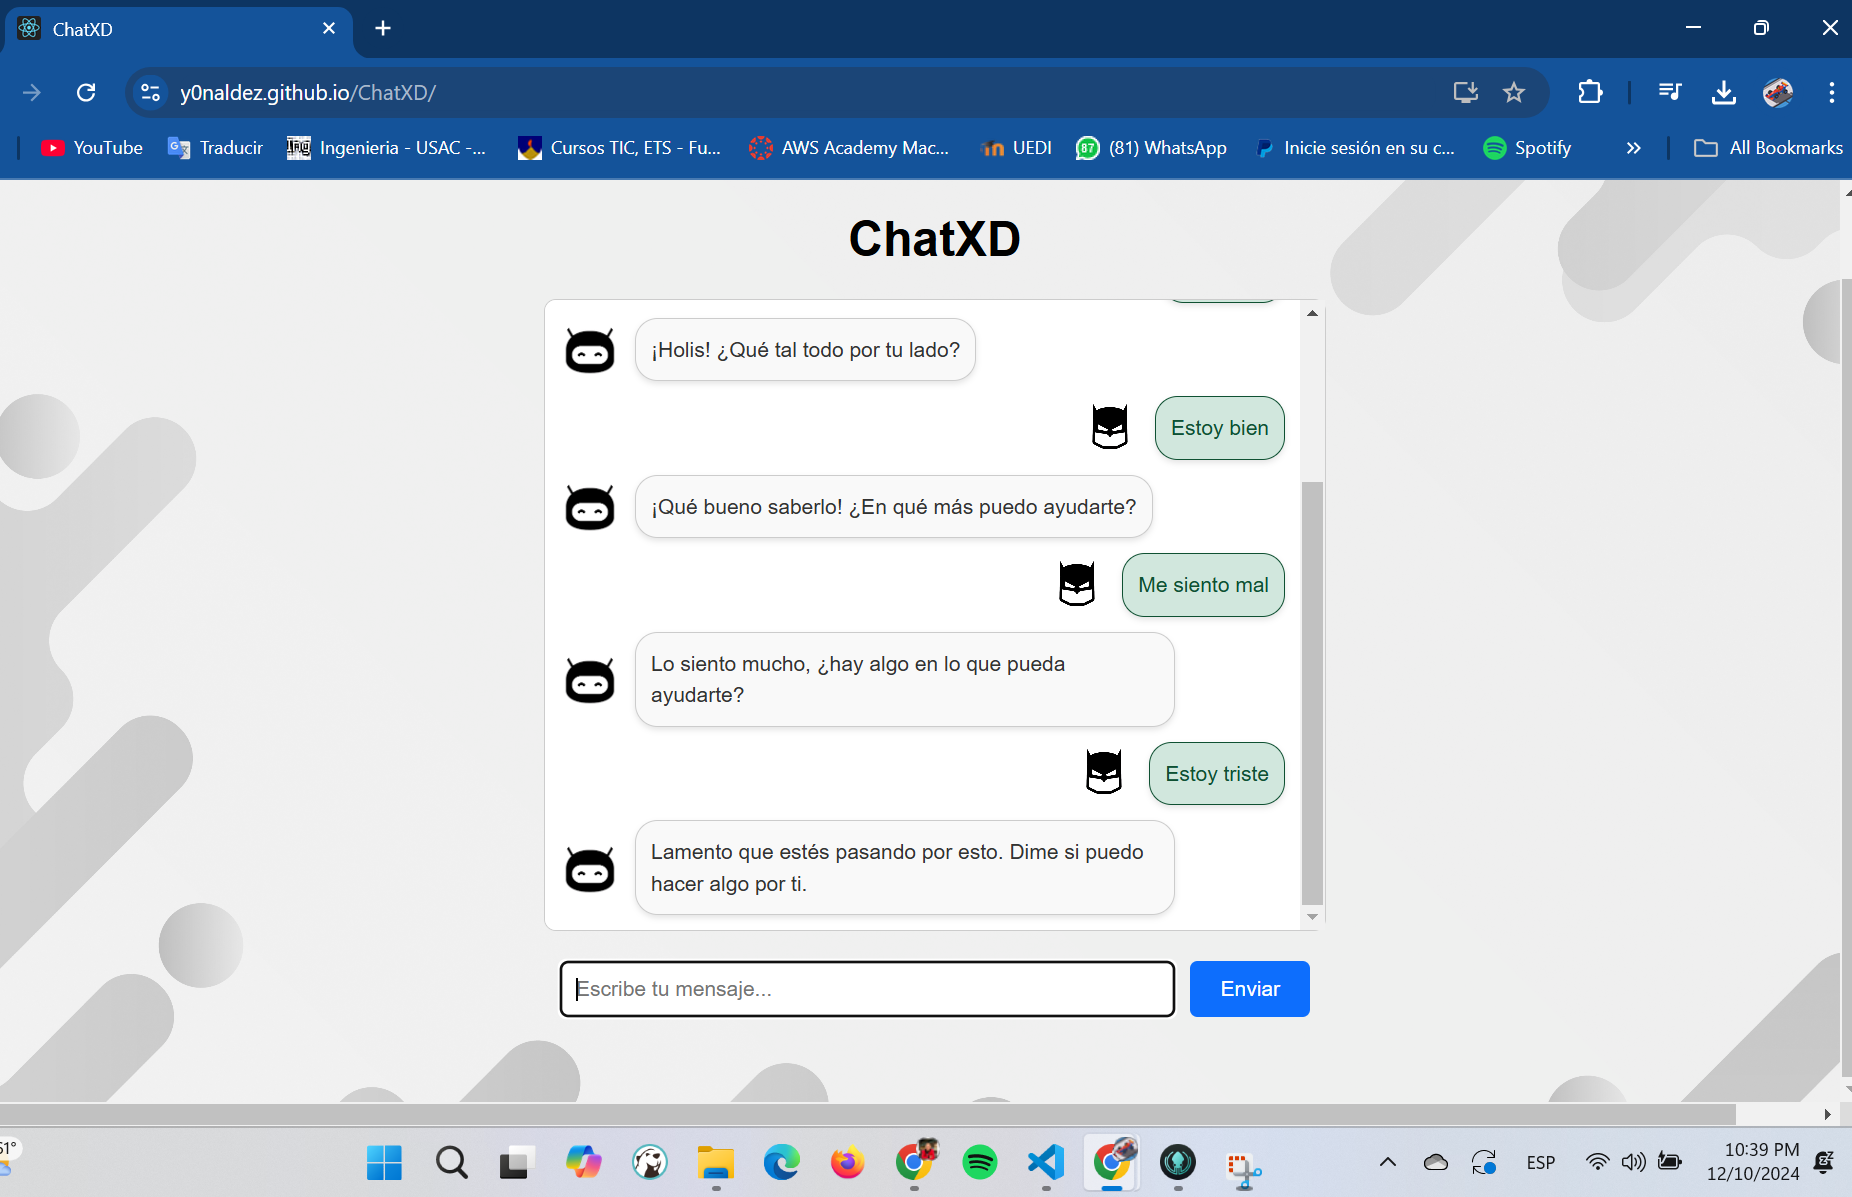 ChatXD
y0naldez.github.io/ChatXD/
YouTube
Traducir
Ingenieria - USAC -...
Cursos TIC, ETS - Fu...
AWS Academy Mac...
UEDI
87
(81) WhatsApp
Inicie sesión en su c...
Spotify
All Bookmarks
ChatXD
¡Holis! ¿Qué tal todo por tu lado?
Estoy bien
¡Qué bueno saberlo! ¿En qué más puedo ayudarte?
Me siento mal
Lo siento mucho, ¿hay algo en lo que pueda
ayudarte?
Estoy triste
Lamento que estés pasando por esto. Dime si puedo
hacer algo por ti.
Escribe tu mensaje...
Enviar
ESP
10:39 PM
12/10/2024